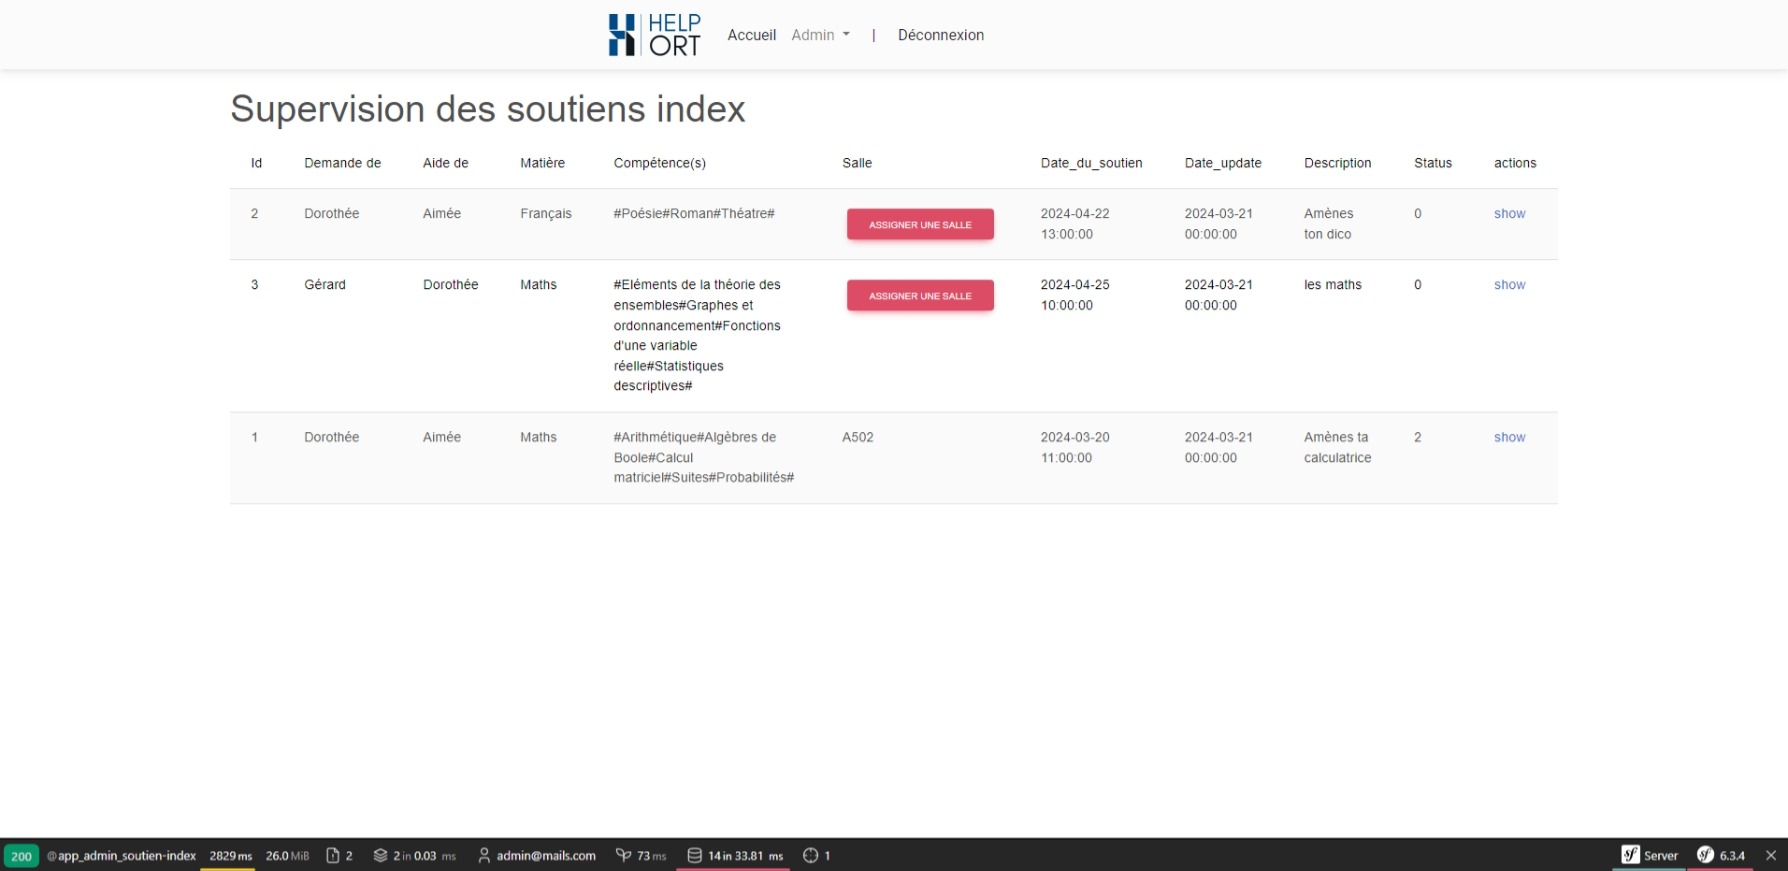 HELP
ORT
Accueil Admin | Déconnexion
Supervision des soutiens index
Id Demande de Aide de Matière Compétence(s) Salle Date_du_soutien Date_update Description Status actions
2 Dorothée Aimée Français #Poésie#Roman#Théatre# ASSIGNER UNE SALLE 2024-04-22 2024-03-21 Amènes 0 show
13:00:00 00:00:00 ton dico
3 Gérard Dorothée Maths #Eléments de la théorie des ASSIGNER UNE SALLE 2024-04-25 2024-03-21 les maths 0 show
ensembles#Graphes et 10:00:00 00:00:00
ordonnancement#Fonctions
d'une variable
réelle#Statistiques
descriptives#
1 Dorothée Aimée Maths #Arithmétique#Algèbres de A502 2024-03-20 2024-03-21 Amènes ta 2 show
Boole#Calcul 11:00:00 00:00:00 calculatrice
matriciel#Suites#Probabilités#
200 @app_admin_soutien-index 2829 ms 26.0 MiB 2 2 in 0.03 ms admin@mails.com 73 ms 14 in 33.81 ms 1 sf Server sf 6.3.4